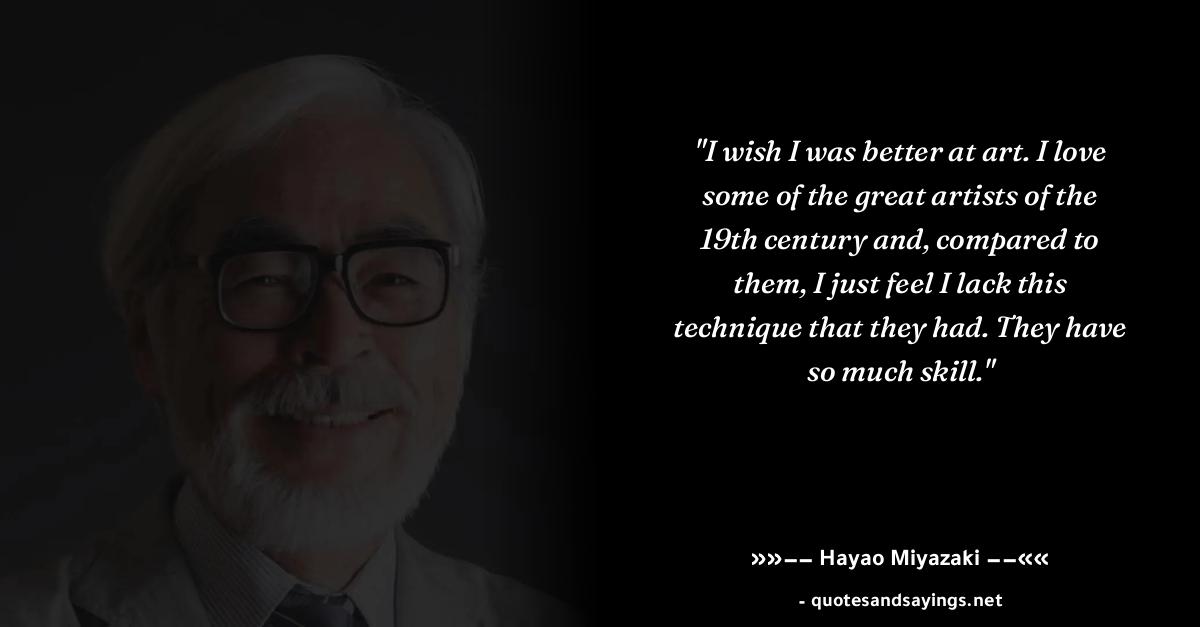 "I wish I was better at art. I love
some of the great artists of the
19th century and, compared to
them, I just feel I lack this
technique that they had. They have
so much skill."
»»−− Hayao Miyazaki −−««
- quotesandsayings.net